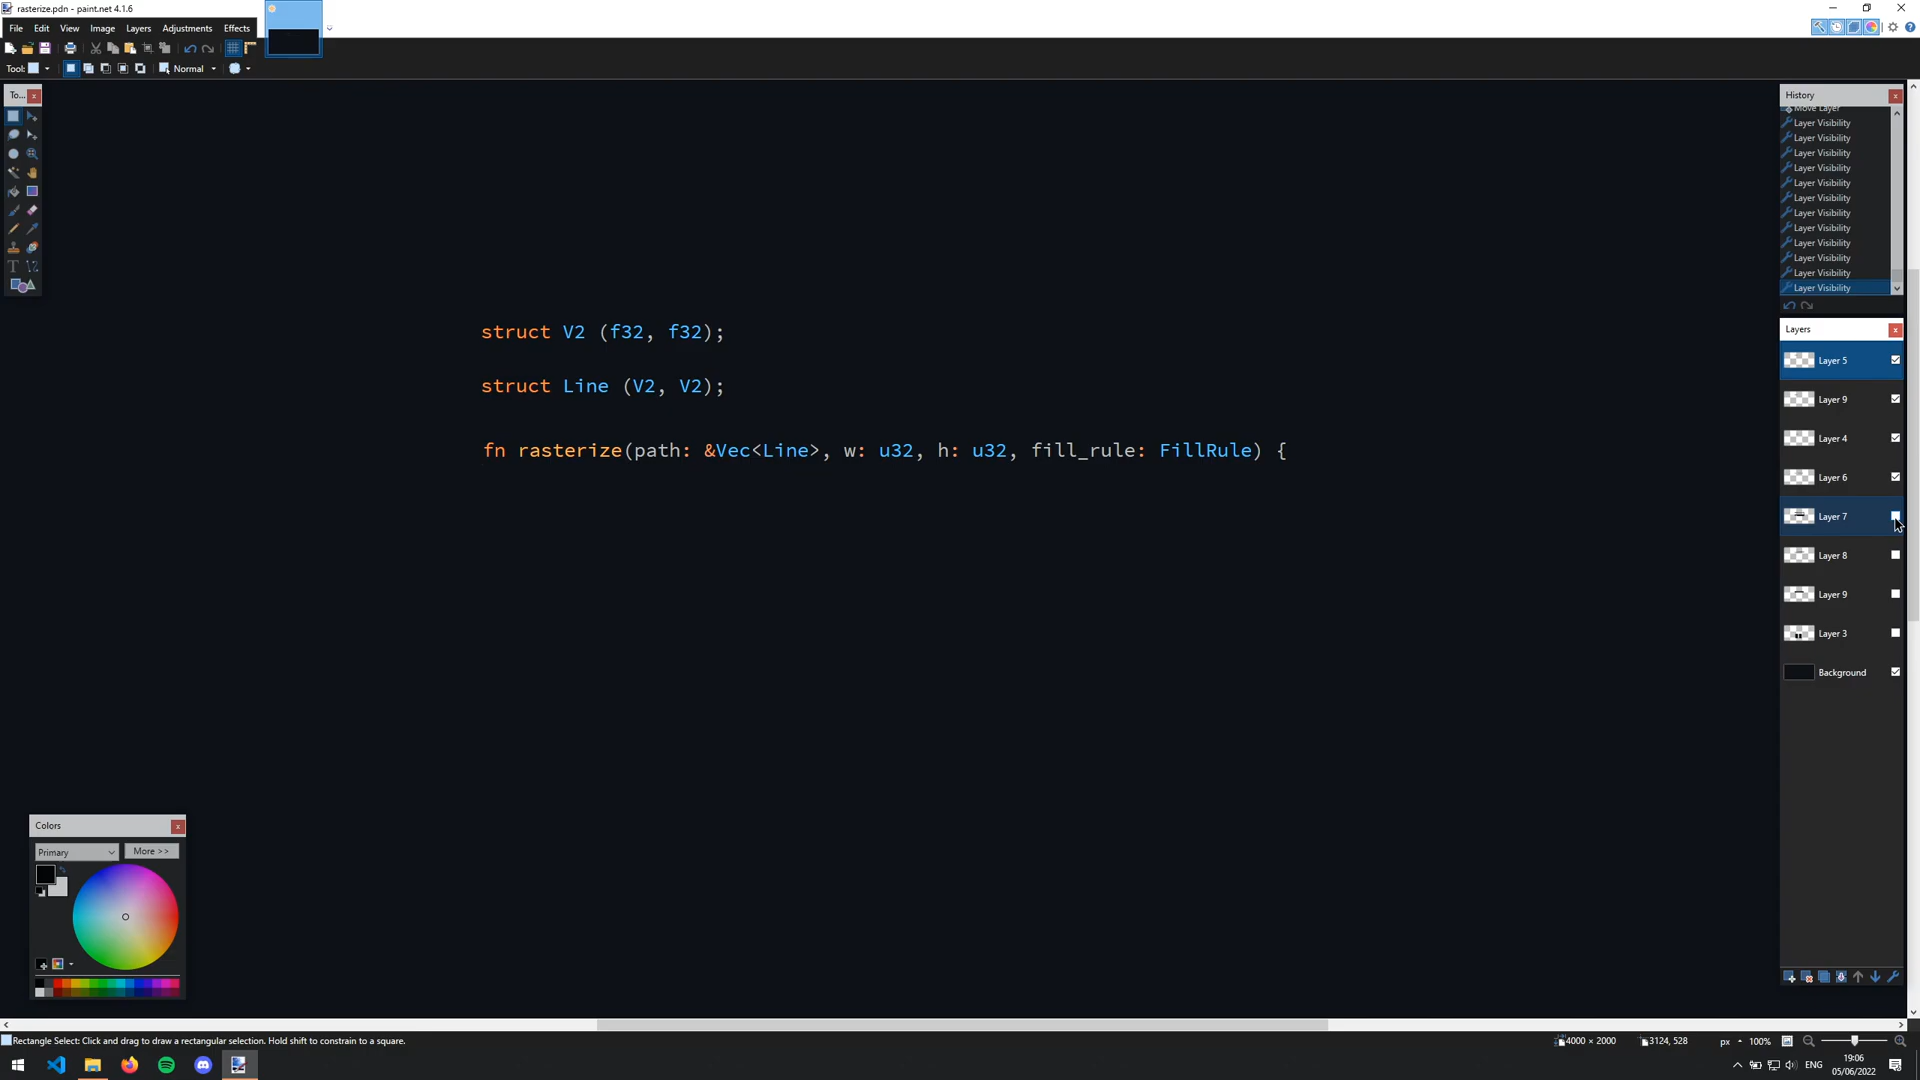 rasterize.pdn - paint.net 4.1.6
File Edit View Image Layers Adjustments Effects
Tool: Normal
To...
struct V2 (f32, f32);
struct Line (V2, V2);
fn rasterize(path: &Vec<Line>, w: u32, h: u32, fill_rule: FillRule) {
History
Move Layer
Layer Visibility
Layer Visibility
Layer Visibility
Layer Visibility
Layer Visibility
Layer Visibility
Layer Visibility
Layer Visibility
Layer Visibility
Layer Visibility
Layer Visibility
Layer Visibility
Layers
Layer 5
Layer 9
Layer 4
Layer 6
Layer 7
Layer 8
Layer 9
Layer 3
Background
Colors
Primary
More >>
Rectangle Select: Click and drag to draw a rectangular selection. Hold shift to constrain to a square.
4000 × 2000
3124, 528
px
100%
ENG
19:06
05/06/2022